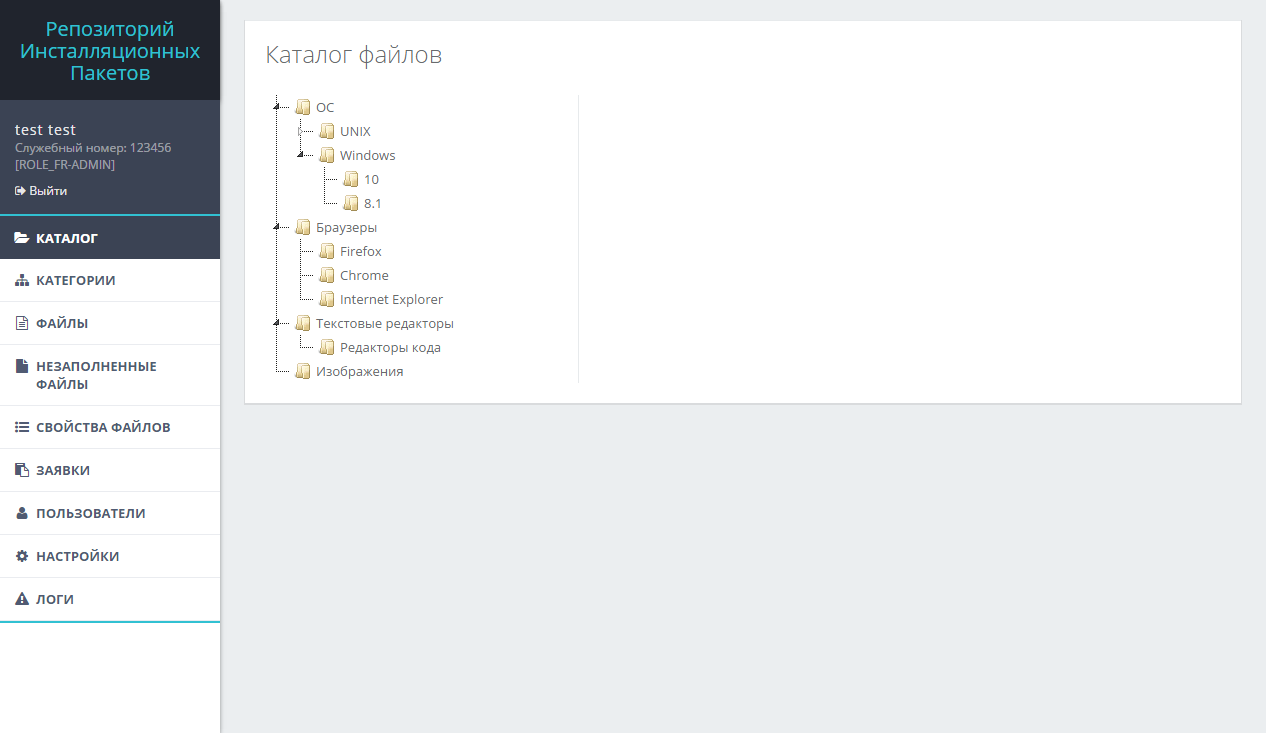 Репозиторий
Инсталляционных
Пакетов
test test
Служебный номер: 123456
[ROLE_FR-ADMIN]
Выйти
КАТАЛОГ
КАТЕГОРИИ
ФАЙЛЫ
НЕЗАПОЛНЕННЫЕ
ФАЙЛЫ
СВОЙСТВА ФАЙЛОВ
ЗАЯВКИ
ПОЛЬЗОВАТЕЛИ
НАСТРОЙКИ
ЛОГИ
Каталог файлов
ОС
UNIX
Windows
10
8.1
Браузеры
Firefox
Chrome
Internet Explorer
Текстовые редакторы
Редакторы кода
Изображения